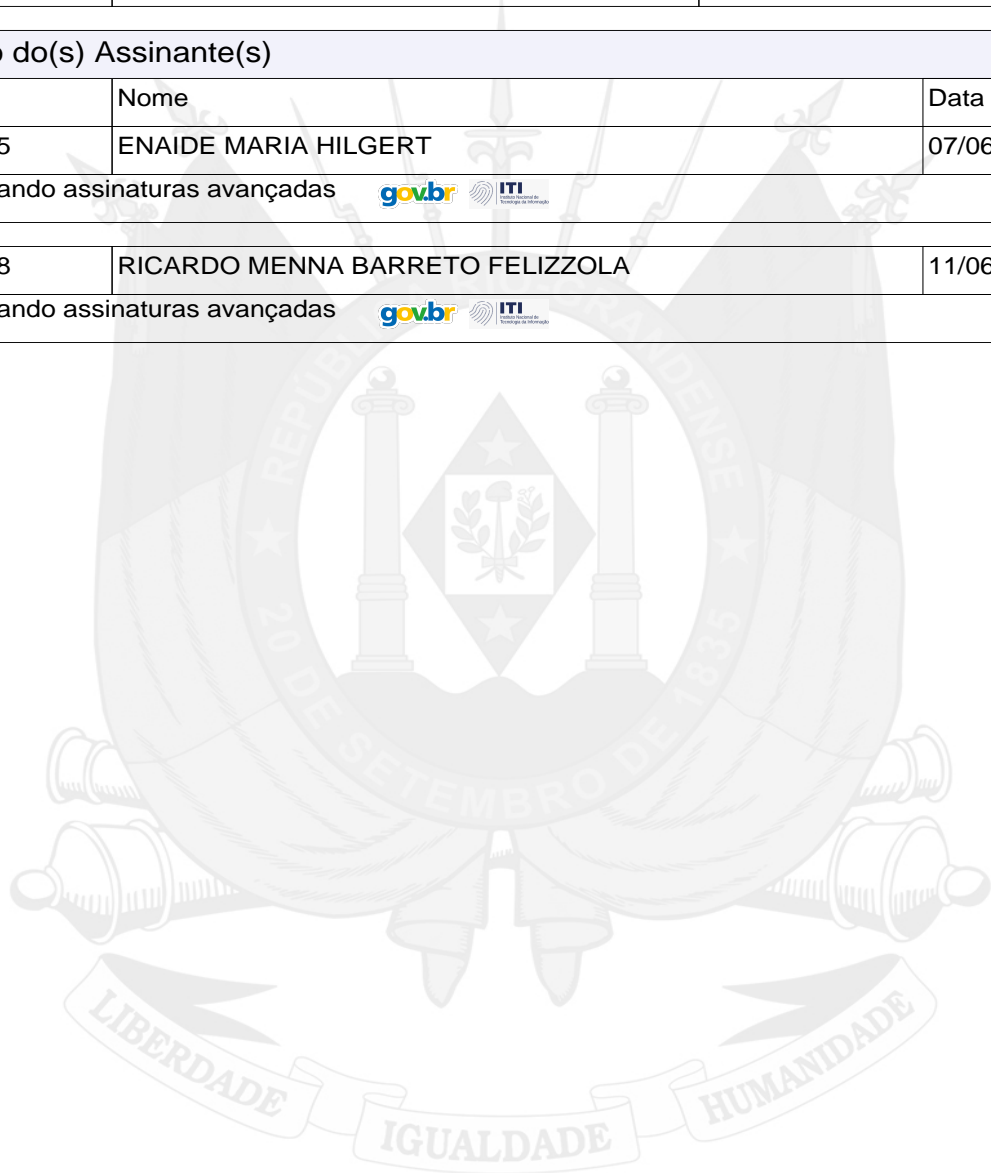 o do(s) Assinante(s)
Nome Data
5 ENAIDE MARIA HILGERT 07/06
ando assinaturas avançadas gov.br ITI
8 RICARDO MENNA BARRETO FELIZZOLA 11/06
ando assinaturas avançadas gov.br ITI
REPÚBLICA RIO-GRANDENSE
20 DE SETEMBRO DE 1835
LIBERDADE IGUALDADE HUMANIDADE